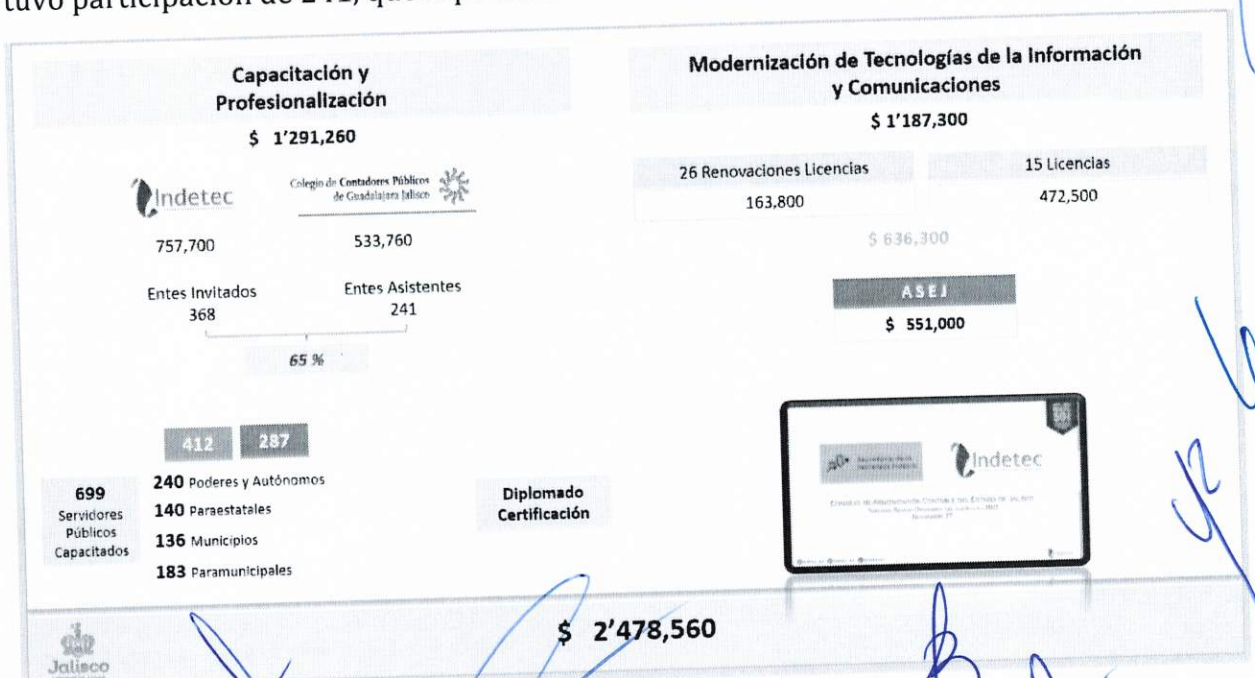 tuvo participación de 241, que
Capacitación y
Profesionalización
$ 1'291,260
Indetec
Colegio de Contadores Públicos
de Guadalajara Jalisco
757,700
533,760
Entes Invitados
368
Entes Asistentes
241
65 %
412
287
699
Servidores
Públicos
Capacitados
240 Poderes y Autónomos
140 Paraestatales
136 Municipios
183 Paramunicipales
Diplomado
Certificación
Modernización de Tecnologías de la Información
y Comunicaciones
$ 1'187,300
26 Renovaciones Licencias
163,800
15 Licencias
472,500
$ 636,300
ASEJ
$ 551,000
Indetec
$ 2'478,560
Jalisco